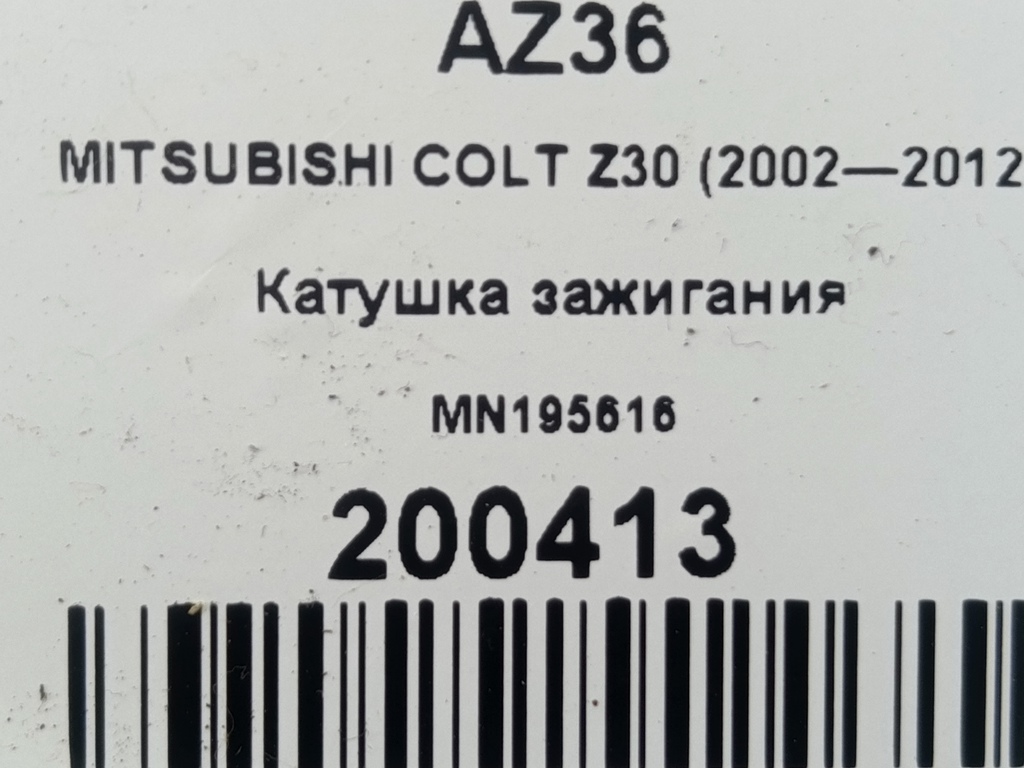 AZ36
MITSUBISHI COLT Z30 (2002—2012
Катушка зажигания
MN195616
200413